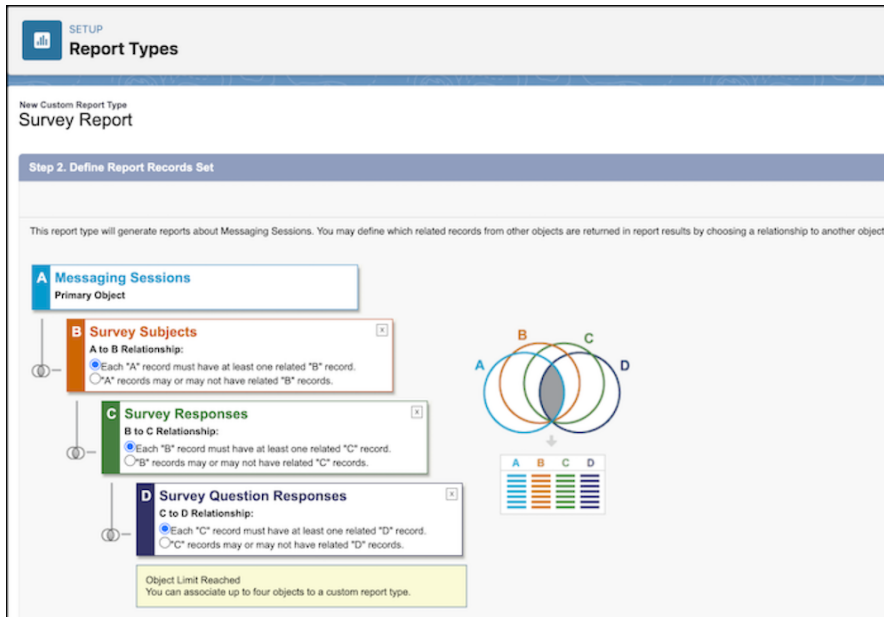 SETUP
Report Types
New Custom Report Type
Survey Report
Step 2. Define Report Records Set
This report type will generate reports about Messaging Sessions. You may define which related records from other objects are returned in report results by choosing a relationship to another object
A Messaging Sessions
Primary Object
B Survey Subjects x
A to B Relationship:
Each "A" record must have at least one related "B" record.
"A" records may or may not have related "B" records.
C Survey Responses x
B to C Relationship:
Each "B" record must have at least one related "C" record.
"B" records may or may not have related "C" records.
D Survey Question Responses x
C to D Relationship:
Each "C" record must have at least one related "D" record.
"C" records may or may not have related "D" records.
Object Limit Reached
You can associate up to four objects to a custom report type.
B C
A D
A B C D